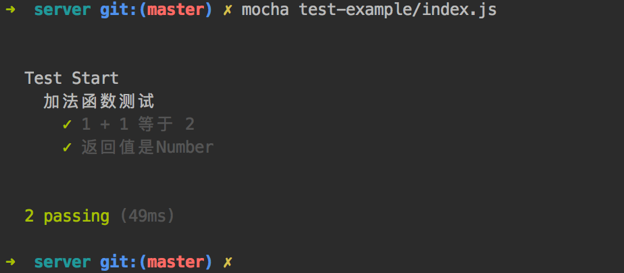 ➜ server git:(master) ✗ mocha test-example/index.js
Test Start
加法函数测试
✓ 1 + 1 等于 2
✓ 返回值是Number
2 passing (49ms)
➜ server git:(master) ✗